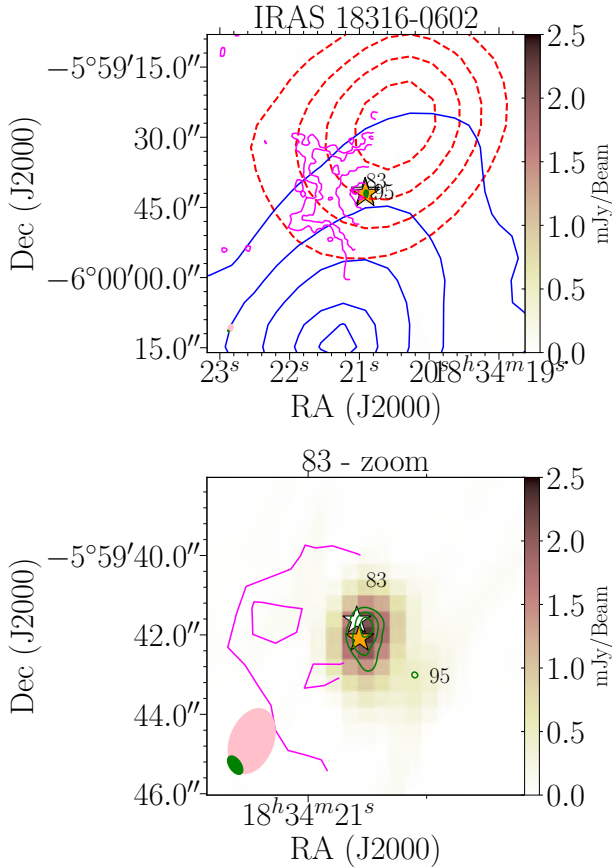 IRAS 18316-0602
2.5
2.0
1.5
1.0
0.5
0.0
mJy/Beam
−5°59′15.0″
30.0″
45.0″
−6°00′00.0″
15.0″
Dec (J2000)
83
95
23ˢ 22ˢ 21ˢ 20ˢ 18ʰ34ᵐ19ˢ
RA (J2000)
83 - zoom
2.5
2.0
1.5
1.0
0.5
0.0
mJy/Beam
−5°59′40.0″
42.0″
44.0″
46.0″
Dec (J2000)
83
95
18ʰ34ᵐ21ˢ
RA (J2000)